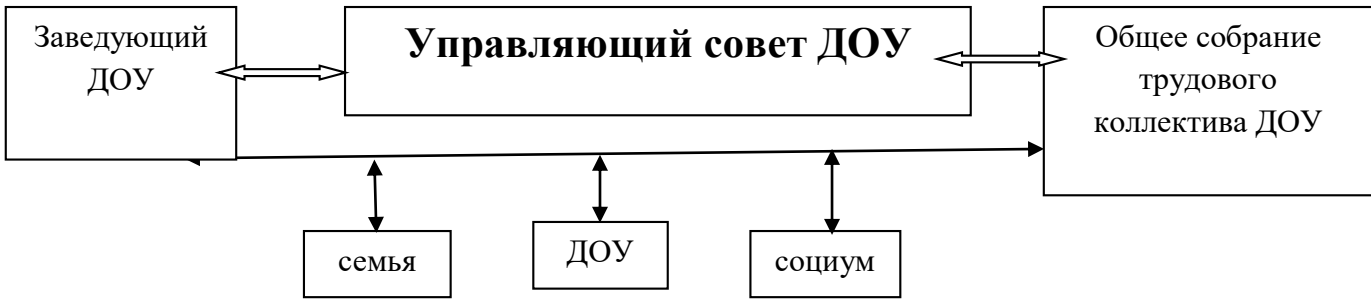 Заведующий
ДОУ
Управляющий совет ДОУ
Общее собрание
трудового
коллектива ДОУ
семья
ДОУ
социум